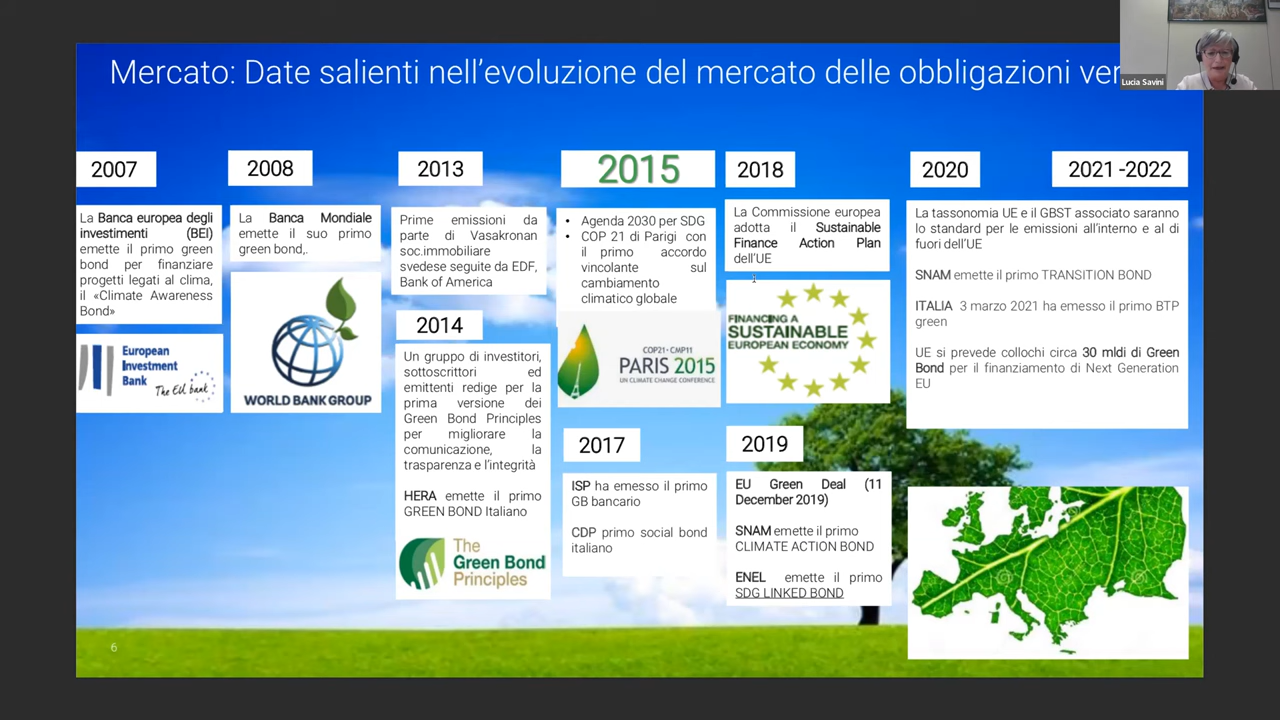 Mercato: Date salienti nell'evoluzione del mercato delle obbligazioni ver
Lucia Savini
2007
La Banca europea degli
investimenti (BEI)
emette il primo green
bond per finanziare
progetti legati al clima,
il «Climate Awareness
Bond»
European
Investment
Bank
The EU bank
2008
La Banca Mondiale
emette il suo primo
green bond,.
WORLD BANK GROUP
2013
Prime emissioni da
parte di Vasakronan
soc.immobiliare
svedese seguite da EDF,
Bank of America
2014
Un gruppo di investitori,
sottoscrittori ed
emittenti redige per la
prima versione dei
Green Bond Principles
per migliorare la
comunicazione, la
trasparenza e l'integrità
HERA emette il primo
GREEN BOND Italiano
The
Green Bond
Principles
2015
• Agenda 2030 per SDG
• COP 21 di Parigi con
il primo accordo
vincolante sul
cambiamento
climatico globale
COP21·CMP11
PARIS 2015
UN CLIMATE CHANGE CONFERENCE
2017
ISP ha emesso il primo
GB bancario
CDP primo social bond
italiano
2018
La Commissione europea
adotta il Sustainable
Finance Action Plan
dell'UE
FINANCING A
SUSTAINABLE
EUROPEAN ECONOMY
2019
EU Green Deal (11
December 2019)
SNAM emette il primo
CLIMATE ACTION BOND
ENEL emette il primo
SDG LINKED BOND
2020
2021 -2022
La tassonomia UE e il GBST associato saranno
lo standard per le emissioni all'interno e al di
fuori dell'UE
SNAM emette il primo TRANSITION BOND
ITALIA 3 marzo 2021 ha emesso il primo BTP
green
UE si prevede collochi circa 30 mldi di Green
Bond per il finanziamento di Next Generation
EU
6